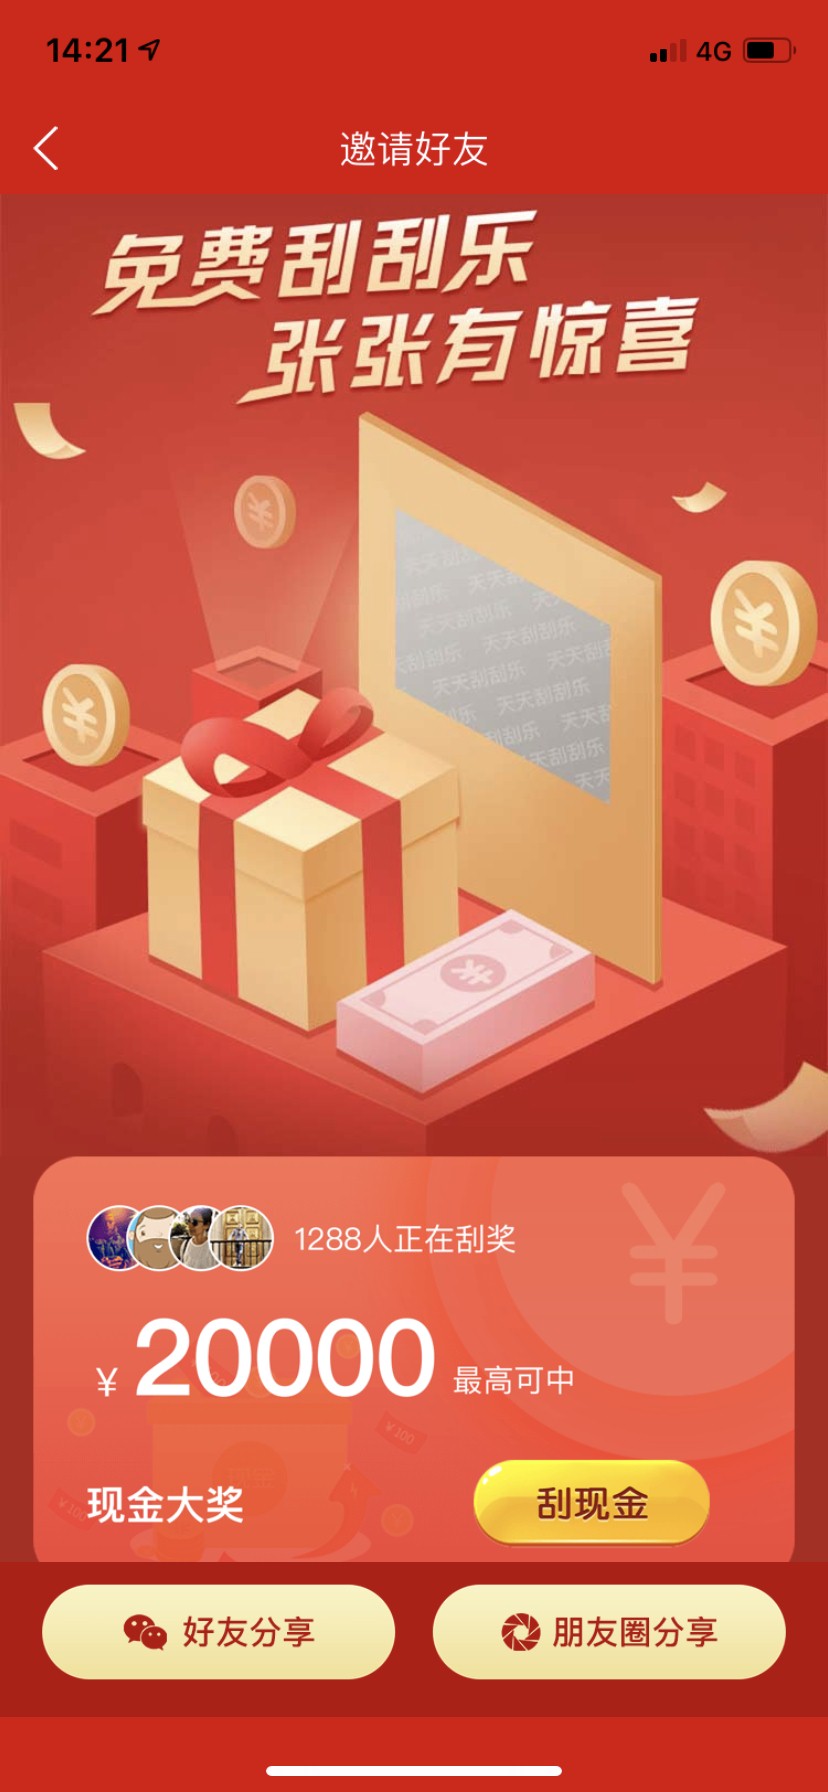 14:21
4G
邀请好友
免费刮刮乐
张张有惊喜
天天刮刮乐 天天刮刮乐
天天刮刮乐
天天刮刮乐
1288人正在刮奖
¥ 20000 最高可中
¥100
现金大奖
刮现金
好友分享
朋友圈分享